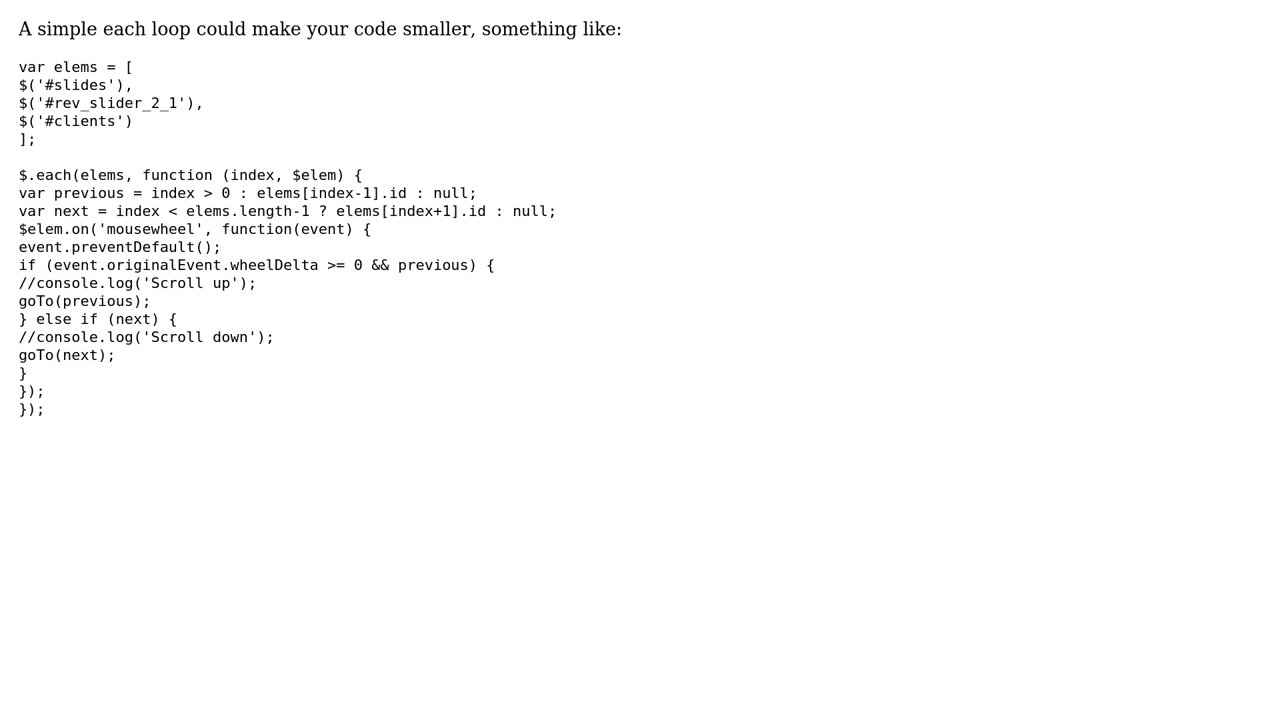 A simple each loop could make your code smaller, something like:
var elems = [
$('#slides'),
$('#rev_slider_2_1'),
$('#clients')
];
$.each(elems, function (index, $elem) {
var previous = index > 0 : elems[index-1].id : null;
var next = index < elems.length-1 ? elems[index+1].id : null;
$elem.on('mousewheel', function(event) {
event.preventDefault();
if (event.originalEvent.wheelDelta >= 0 && previous) {
//console.log('Scroll up');
goTo(previous);
} else if (next) {
//console.log('Scroll down');
goTo(next);
}
});
});